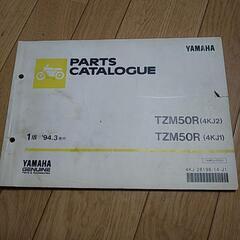 YAMAHA
PARTS
CATALOGUE
TZM50R (4KJ2)
1版 '94.3発行
TZM50R (4KJ1)
YAMAHA
GENUINE